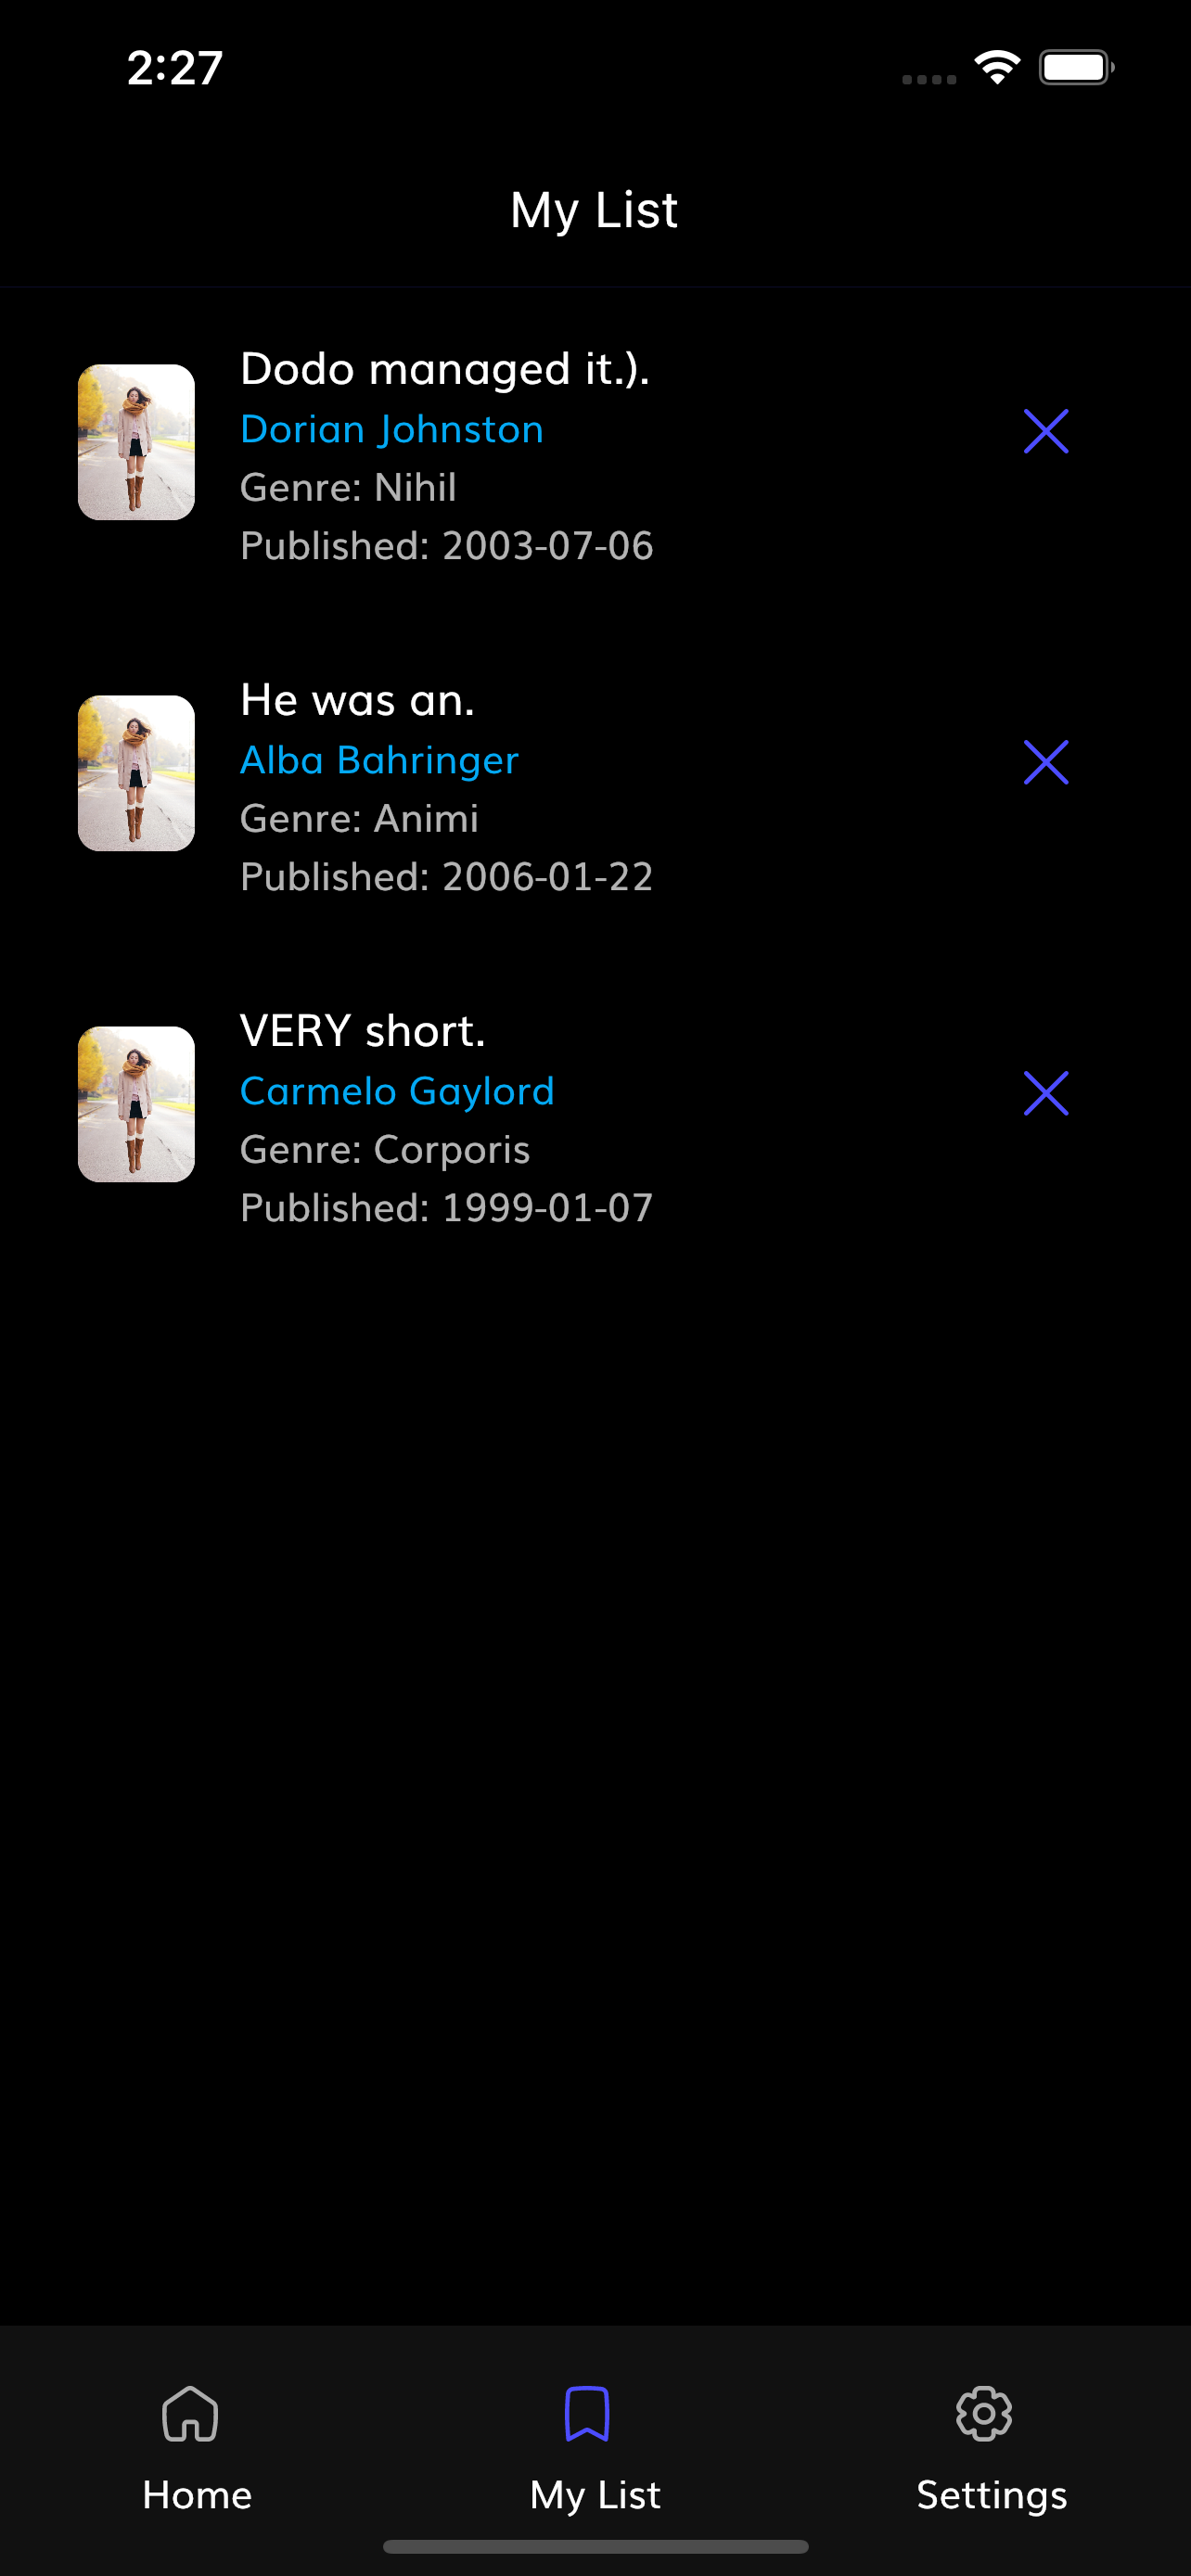 2:27
My List
Dodo managed it.).
Dorian Johnston
Genre: Nihil
Published: 2003-07-06
He was an.
Alba Bahringer
Genre: Animi
Published: 2006-01-22
VERY short.
Carmelo Gaylord
Genre: Corporis
Published: 1999-01-07
Home
My List
Settings